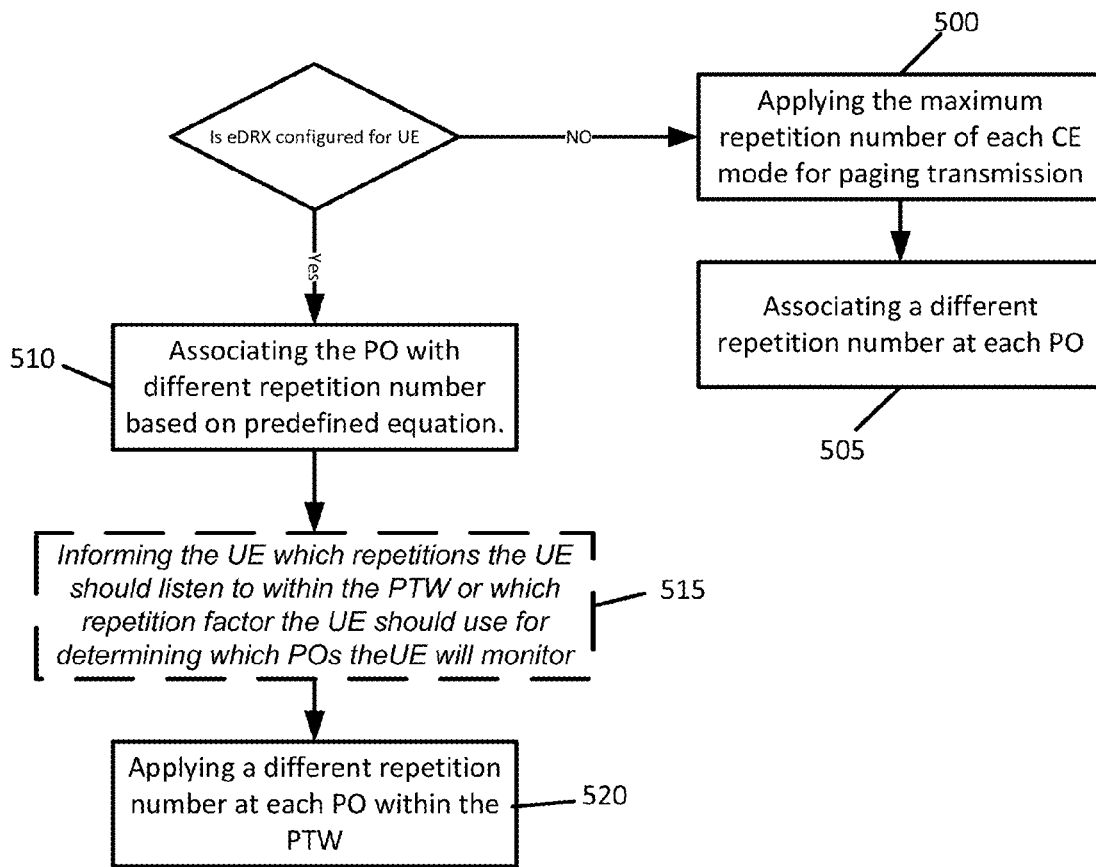 500
Is eDRX configured for UE
NO
Applying the maximum
repetition number of each CE
mode for paging transmission
Yes
Associating a different
repetition number at each PO
505
510
Associating the PO with
different repetition number
based on predefined equation.
Informing the UE which repetitions the UE
should listen to within the PTW or which
repetition factor the UE should use for
determining which POs theUE will monitor
515
Applying a different repetition
number at each PO within the
PTW
520